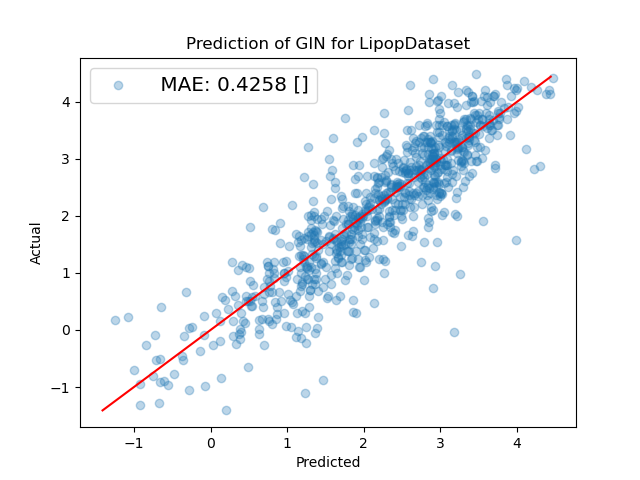 Prediction of GIN for LipopDataset
MAE: 0.4258 []
4
3
2
1
0
−1
Actual
−1 0 1 2 3 4
Predicted